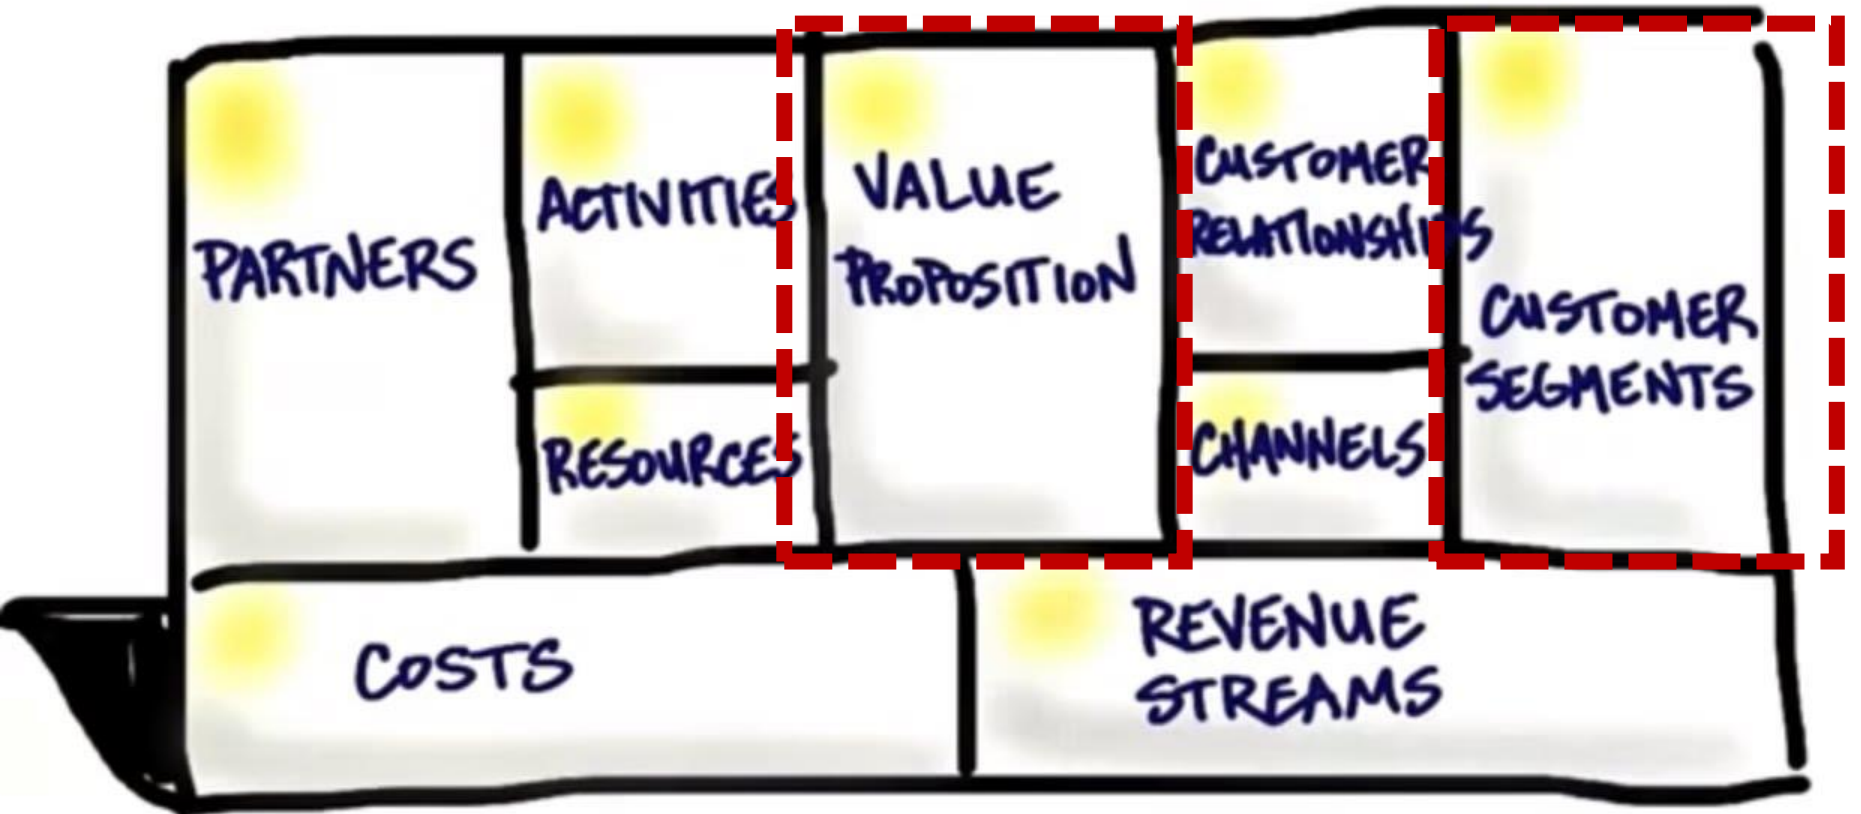 PARTNERS
ACTIVITIES
RESOURCES
VALUE
PROPOSITION
CUSTOMER
RELATIONSHIPS
CHANNELS
CUSTOMER
SEGMENTS
COSTS
REVENUE
STREAMS